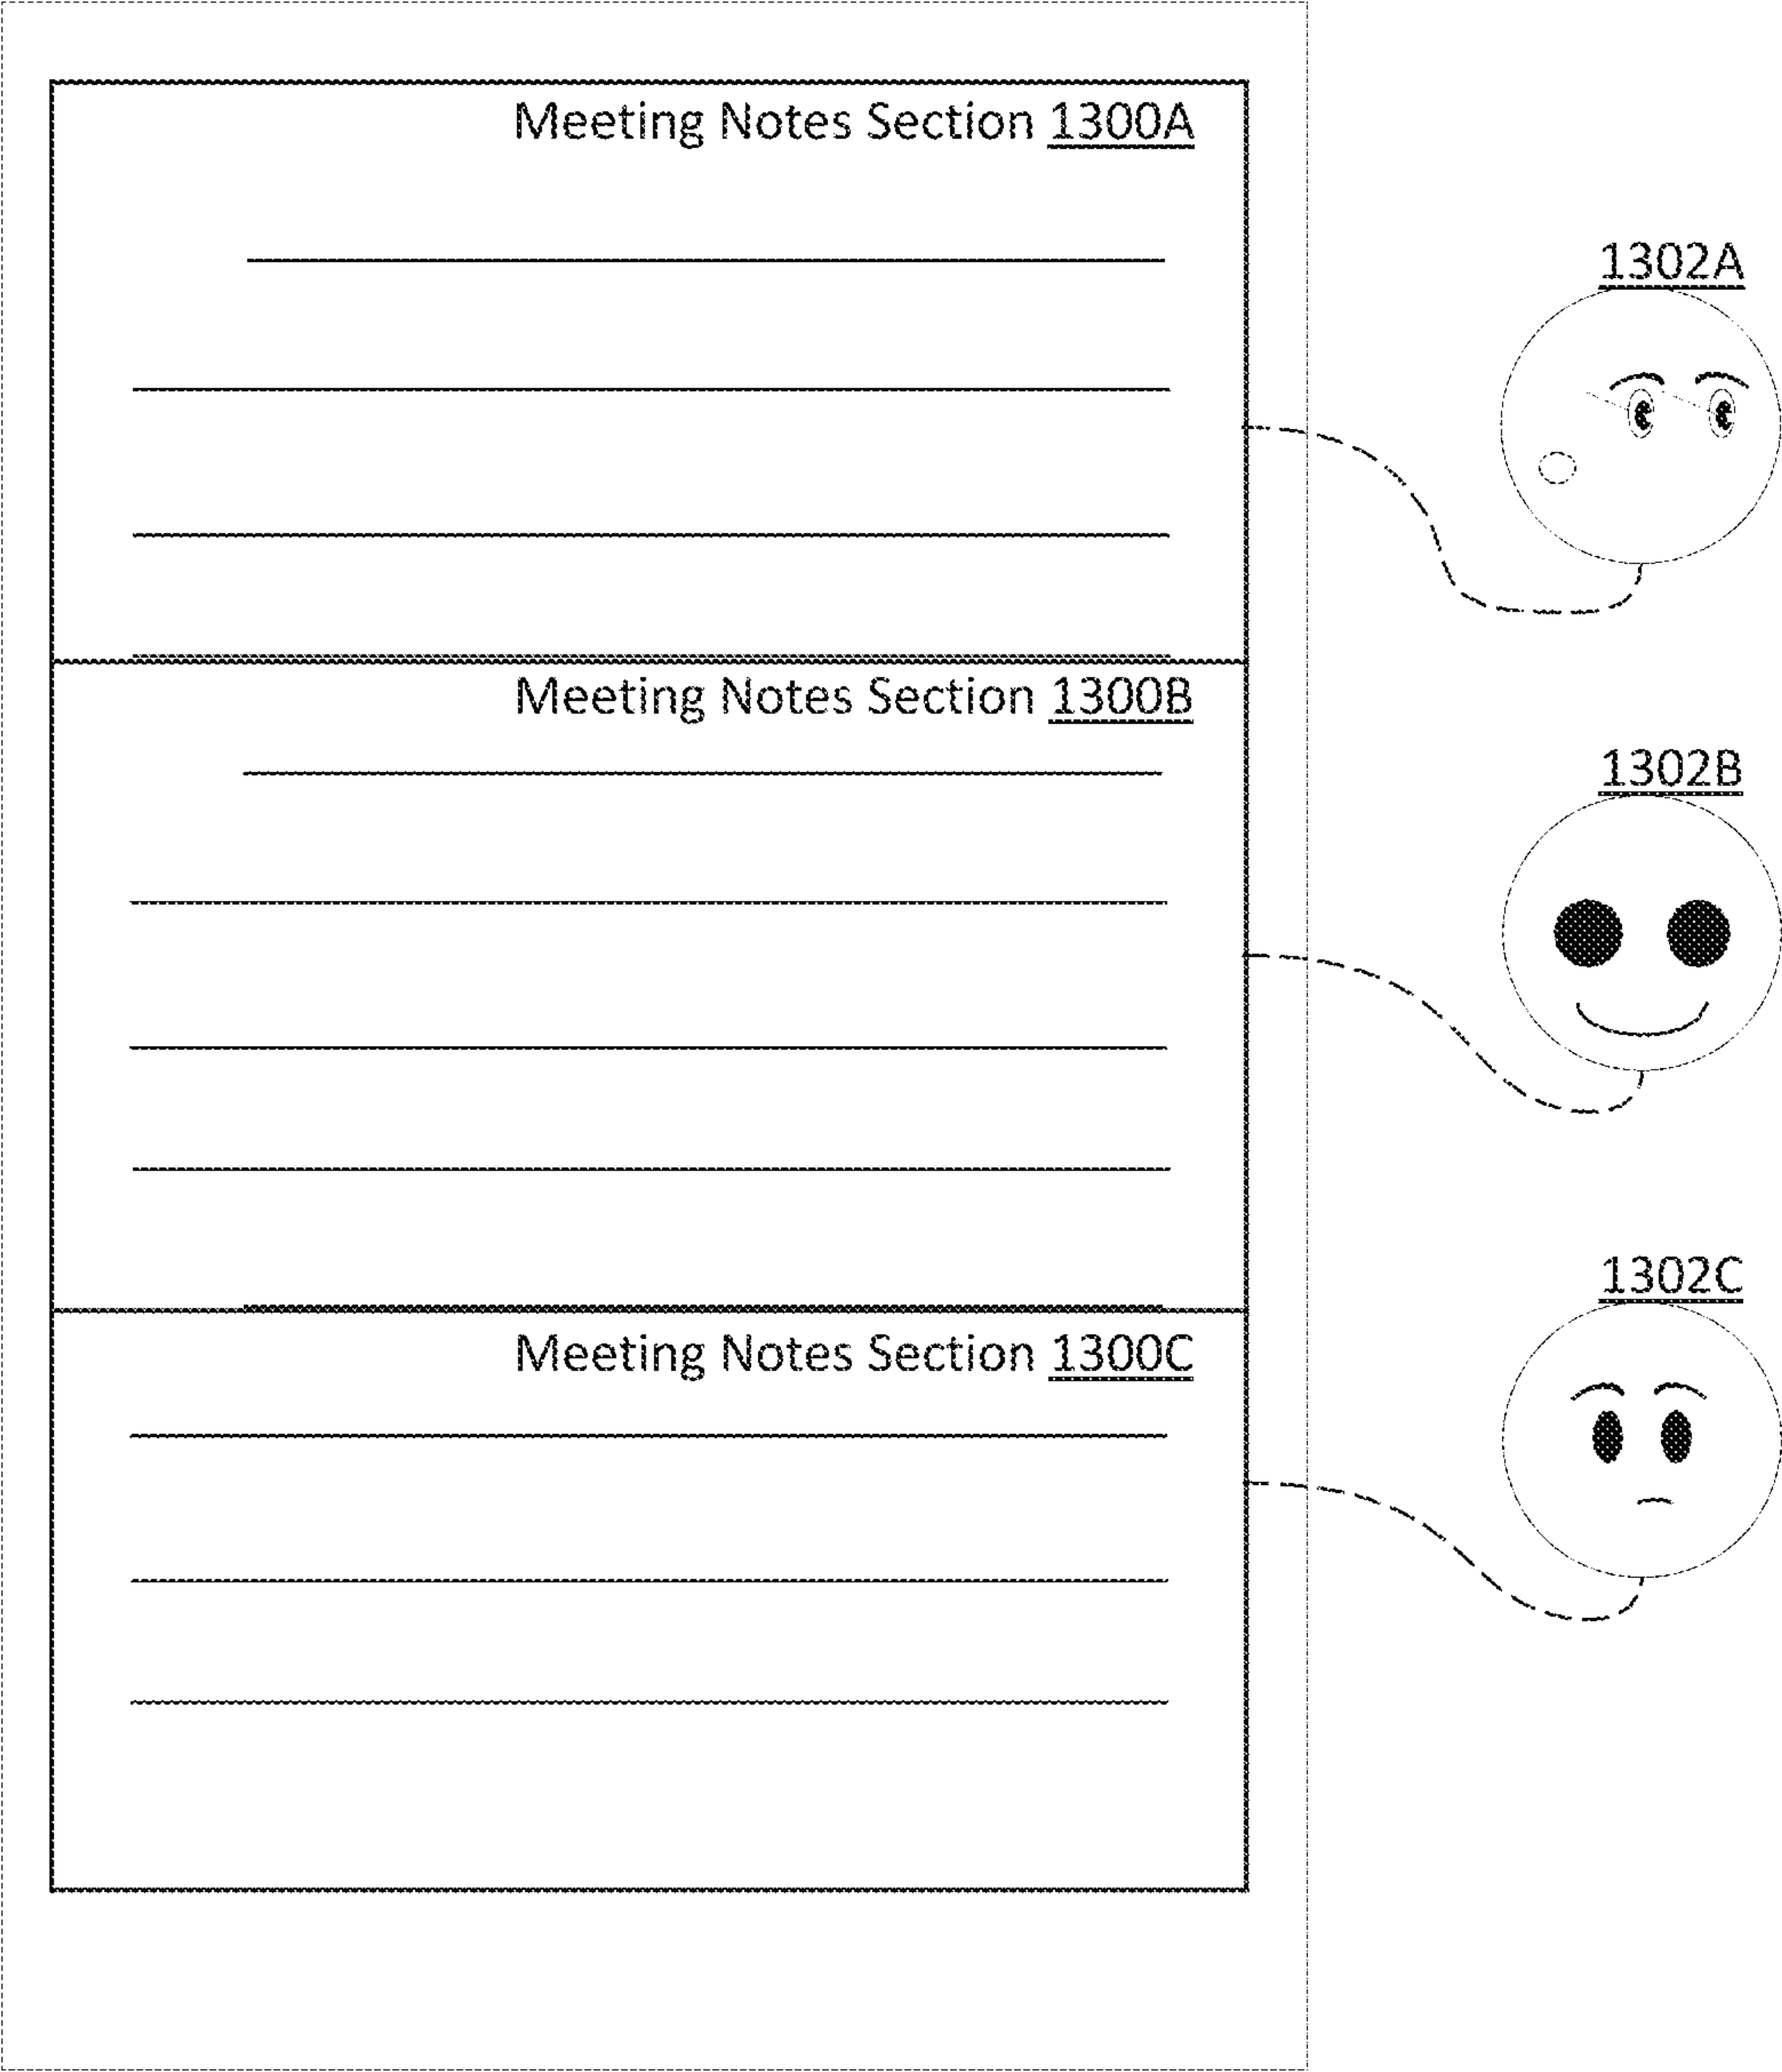 Meeting Notes Section 1300A
1302A
Meeting Notes Section 1300B
1302B
1302C
Meeting Notes Section 1300C